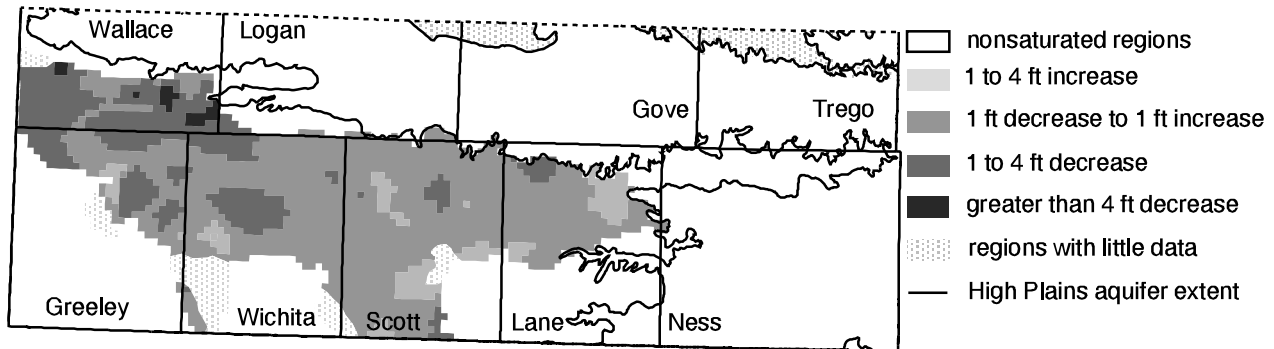 Wallace
Logan
Gove
Trego
Greeley
Wichita
Scott
Lane
Ness
nonsaturated regions
1 to 4 ft increase
1 ft decrease to 1 ft increase
1 to 4 ft decrease
greater than 4 ft decrease
regions with little data
High Plains aquifer extent